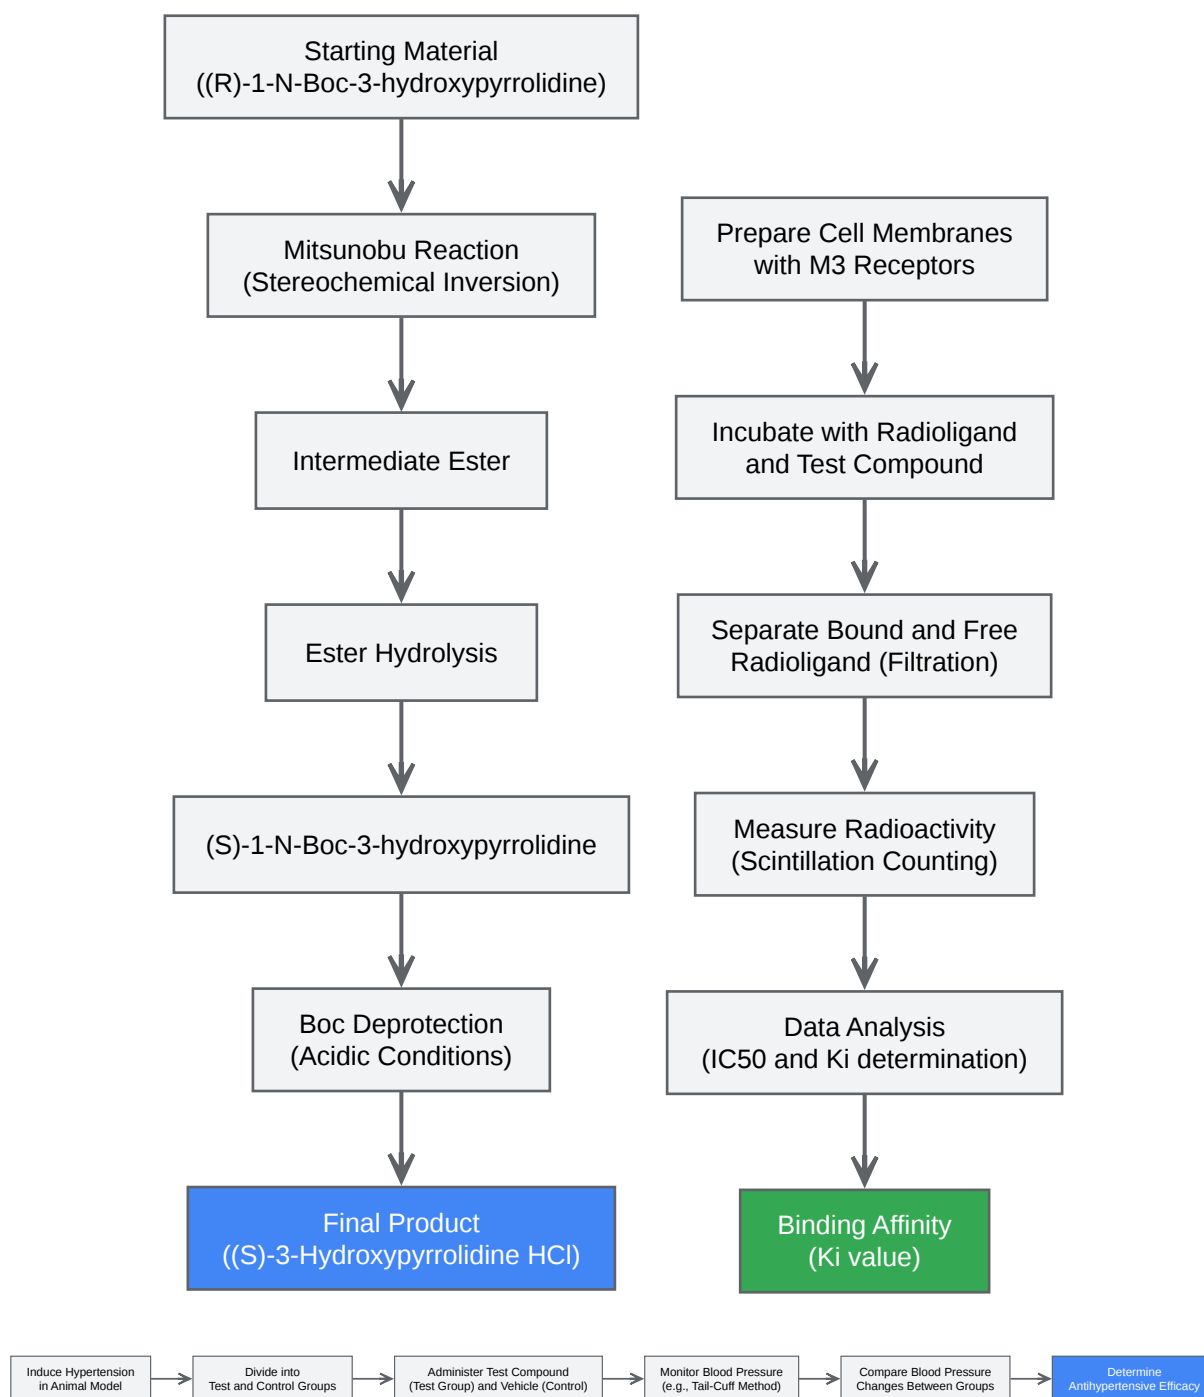 Starting Material
((R)-1-N-Boc-3-hydroxypyrrolidine)
Mitsunobu Reaction
(Stereochemical Inversion)
Intermediate Ester
Ester Hydrolysis
(S)-1-N-Boc-3-hydroxypyrrolidine
Boc Deprotection
(Acidic Conditions)
Final Product
((S)-3-Hydroxypyrrolidine HCl)
Prepare Cell Membranes
with M3 Receptors
Incubate with Radioligand
and Test Compound
Separate Bound and Free
Radioligand (Filtration)
Measure Radioactivity
(Scintillation Counting)
Data Analysis
(IC50 and Ki determination)
Binding Affinity
(Ki value)
Induce Hypertension
in Animal Model
Divide into
Test and Control Groups
Administer Test Compound
(Test Group) and Vehicle (Control)
Monitor Blood Pressure
(e.g., Tail-Cuff Method)
Compare Blood Pressure
Changes Between Groups
Determine
Antihypertensive Efficacy